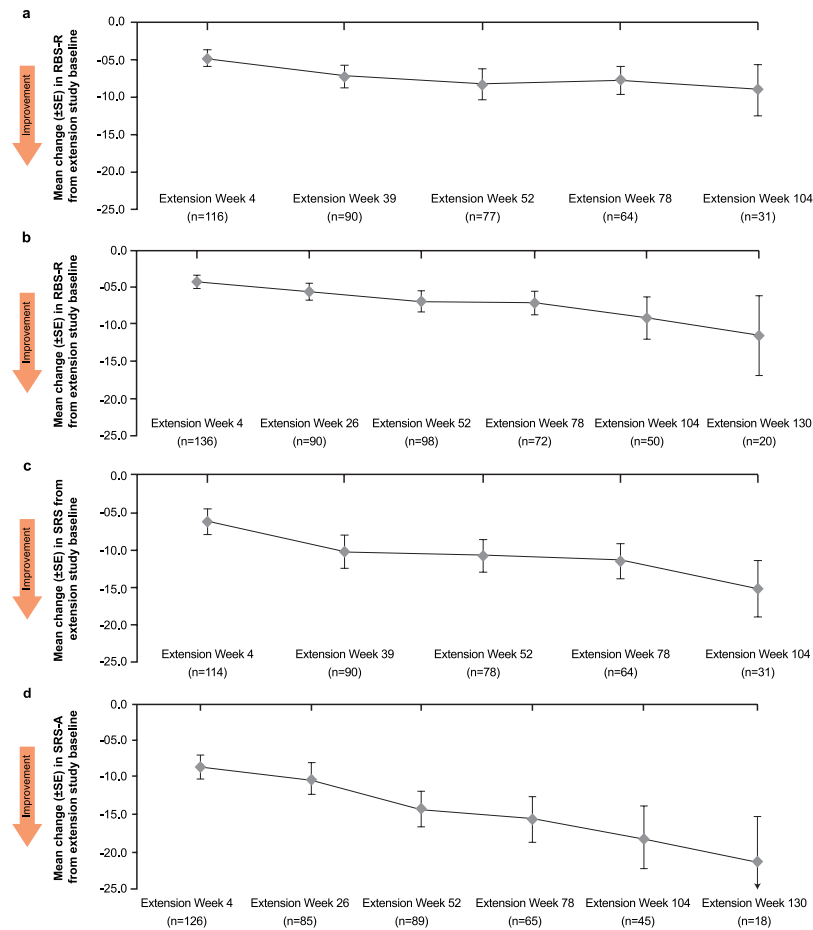 a
Improvement
Mean change (±SE) in RBS-R
from extension study baseline
0.0
-05.0
-10.0
-15.0
-20.0
-25.0
Extension Week 4
(n=116)
Extension Week 39
(n=90)
Extension Week 52
(n=77)
Extension Week 78
(n=64)
Extension Week 104
(n=31)
b
Improvement
Mean change (±SE) in RBS-R
from extension study baseline
0.0
-05.0
-10.0
-15.0
-20.0
-25.0
Extension Week 4
(n=136)
Extension Week 26
(n=90)
Extension Week 52
(n=98)
Extension Week 78
(n=72)
Extension Week 104
(n=50)
Extension Week 130
(n=20)
c
Improvement
Mean change (±SE) in SRS from
extension study baseline
0.0
-05.0
-10.0
-15.0
-20.0
-25.0
Extension Week 4
(n=114)
Extension Week 39
(n=90)
Extension Week 52
(n=78)
Extension Week 78
(n=64)
Extension Week 104
(n=31)
d
Improvement
Mean change (±SE) in SRS-A
from extension study baseline
0.0
-05.0
-10.0
-15.0
-20.0
-25.0
Extension Week 4
(n=126)
Extension Week 26
(n=85)
Extension Week 52
(n=89)
Extension Week 78
(n=65)
Extension Week 104
(n=45)
Extension Week 130
(n=18)